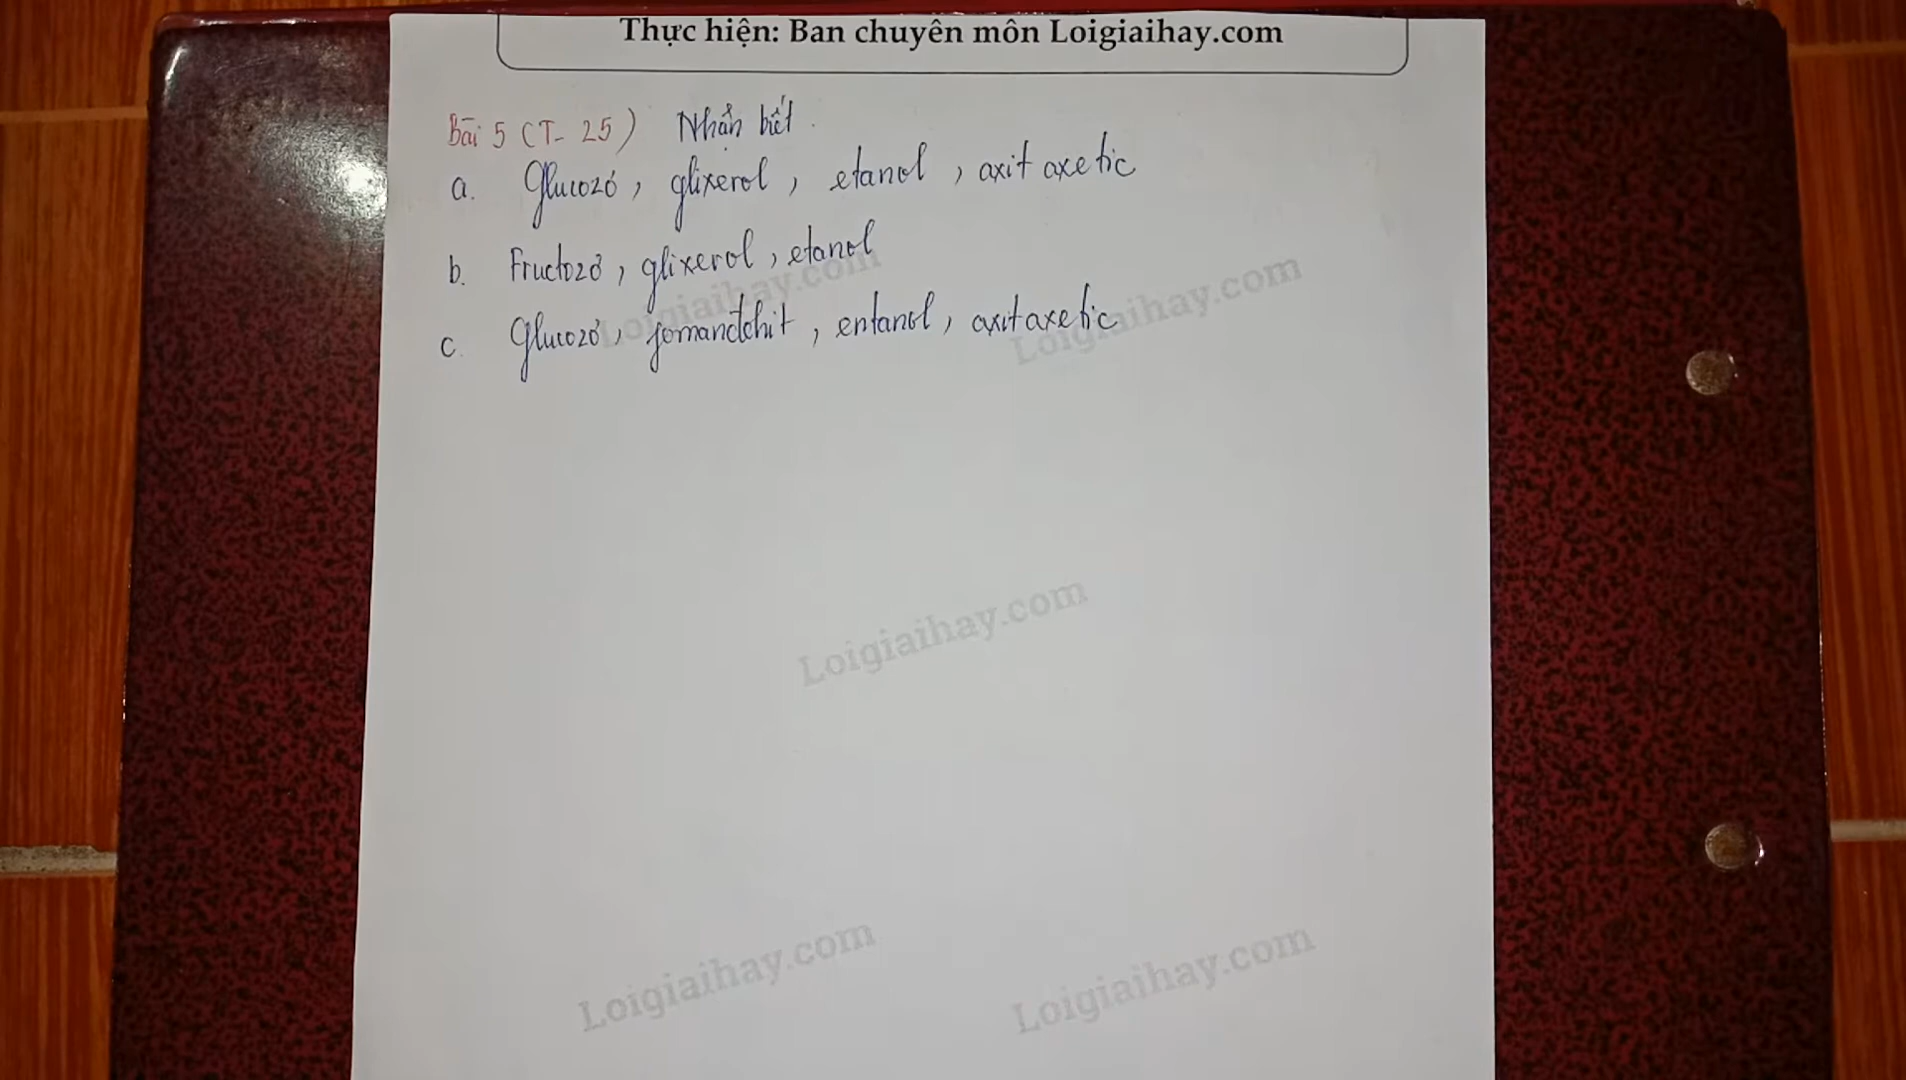 Thực hiện: Ban chuyên môn Loigiaihay.com
Bài 5 (T- 25) Nhận biết.
a. Glucozơ, glixerol, etanol, axit axetic
b. Fructozơ, glixerol, etanol
Loigiaihay.com
Loigiaihay.com
c. Glucozơ, fomanđehit, entanol, axit axetic
Loigiaihay.com
Loigiaihay.com
Loigiaihay.com